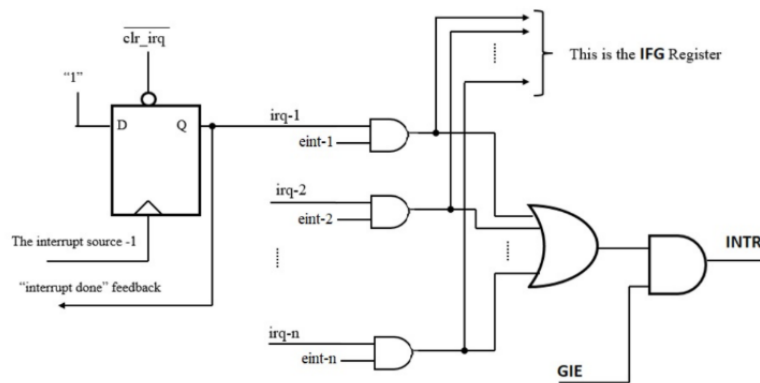 clr_irq
“1”
D
Q
irq-1
eint-1
This is the IFG Register
irq-2
eint-2
The interrupt source -1
“interrupt done” feedback
INTR
irq-n
eint-n
GIE